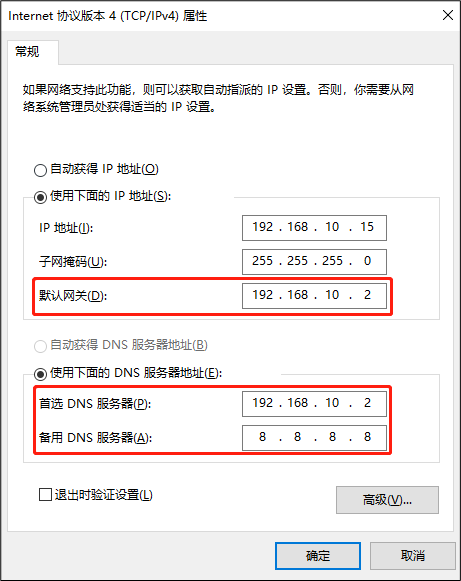 Internet 协议版本 4 (TCP/IPv4) 属性
常规
如果网络支持此功能，则可以获取自动指派的 IP 设置。否则，你需要从网
络系统管理员处获得适当的 IP 设置。
自动获得 IP 地址(O)
使用下面的 IP 地址(S):
IP 地址(I): 192 . 168 . 10 . 15
子网掩码(U): 255 . 255 . 255 . 0
默认网关(D): 192 . 168 . 10 . 2
自动获得 DNS 服务器地址(B)
使用下面的 DNS 服务器地址(E):
首选 DNS 服务器(P): 192 . 168 . 10 . 2
备用 DNS 服务器(A): 8 . 8 . 8 . 8
退出时验证设置(L)
高级(V)...
确定 取消